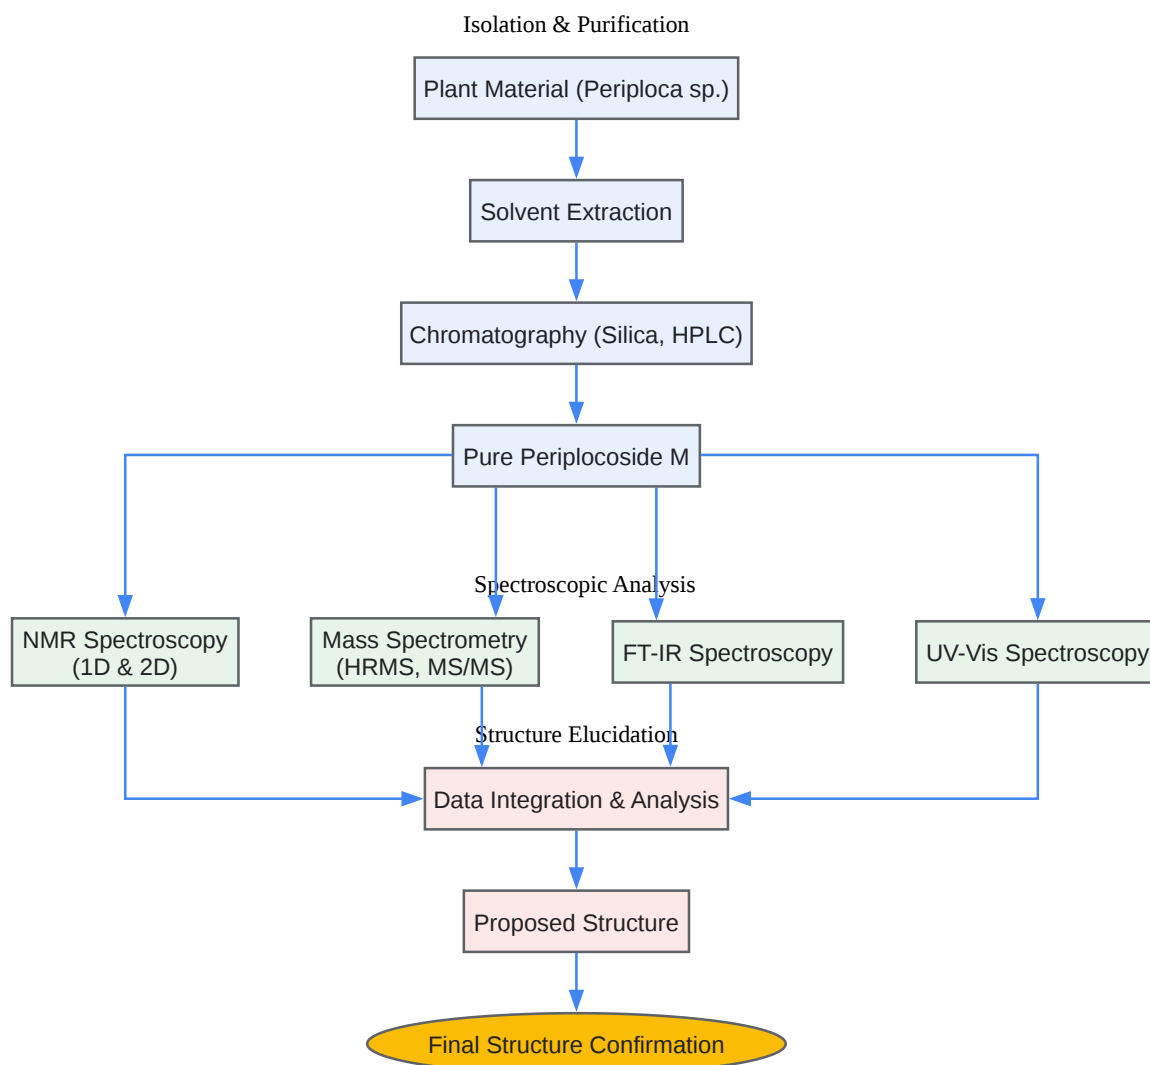 Isolation & Purification
Plant Material (Periploca sp.)
Solvent Extraction
Chromatography (Silica, HPLC)
Pure Periplocoside M
Spectroscopic Analysis
NMR Spectroscopy
(1D & 2D)
Mass Spectrometry
(HRMS, MS/MS)
FT-IR Spectroscopy
UV-Vis Spectroscopy
Structure Elucidation
Data Integration & Analysis
Proposed Structure
Final Structure Confirmation